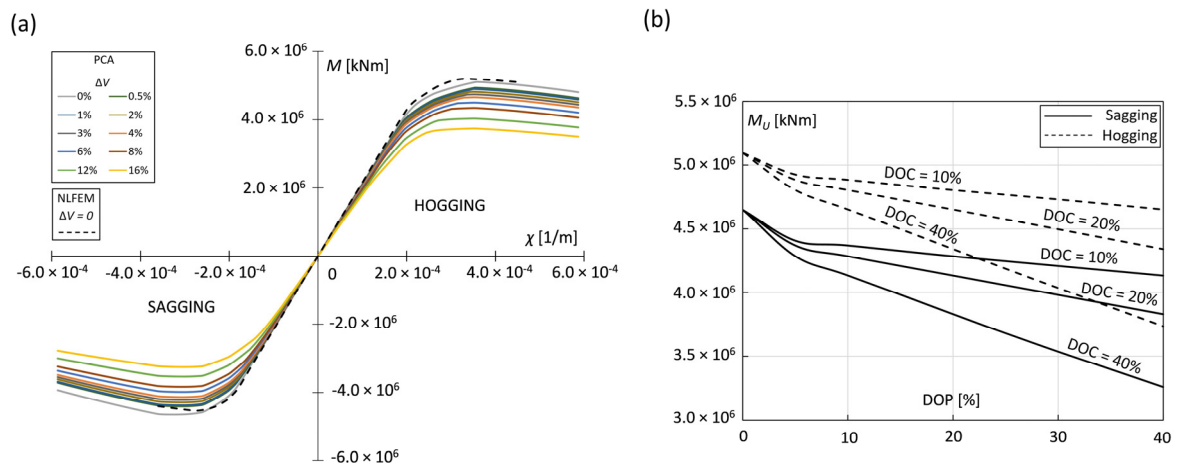 (a)
PCA
ΔV
0% 0.5%
1% 2%
3% 4%
6% 8%
12% 16%
NLFEM
ΔV = 0
6.0 × 10⁶
M [kNm]
4.0 × 10⁶
2.0 × 10⁶
HOGGING
χ [1/m]
-6.0 10⁻⁴ -4.0 10⁻⁴ -2.0 10⁻⁴ 0 2.0 10⁻⁴ 4.0 10⁻⁴ 6.0 10⁻⁴
SAGGING
-2.0 × 10⁶
-4.0 × 10⁶
-6.0 × 10⁶
(b)
5.5 × 10⁶
M_U [kNm]
Sagging
Hogging
5.0 × 10⁶
DOC = 10%
DOC = 20%
DOC = 40%
4.5 × 10⁶
DOC = 10%
4.0 × 10⁶
DOC = 20%
DOC = 40%
3.5 × 10⁶
DOP [%]
3.0 × 10⁶
0 10 20 30 40